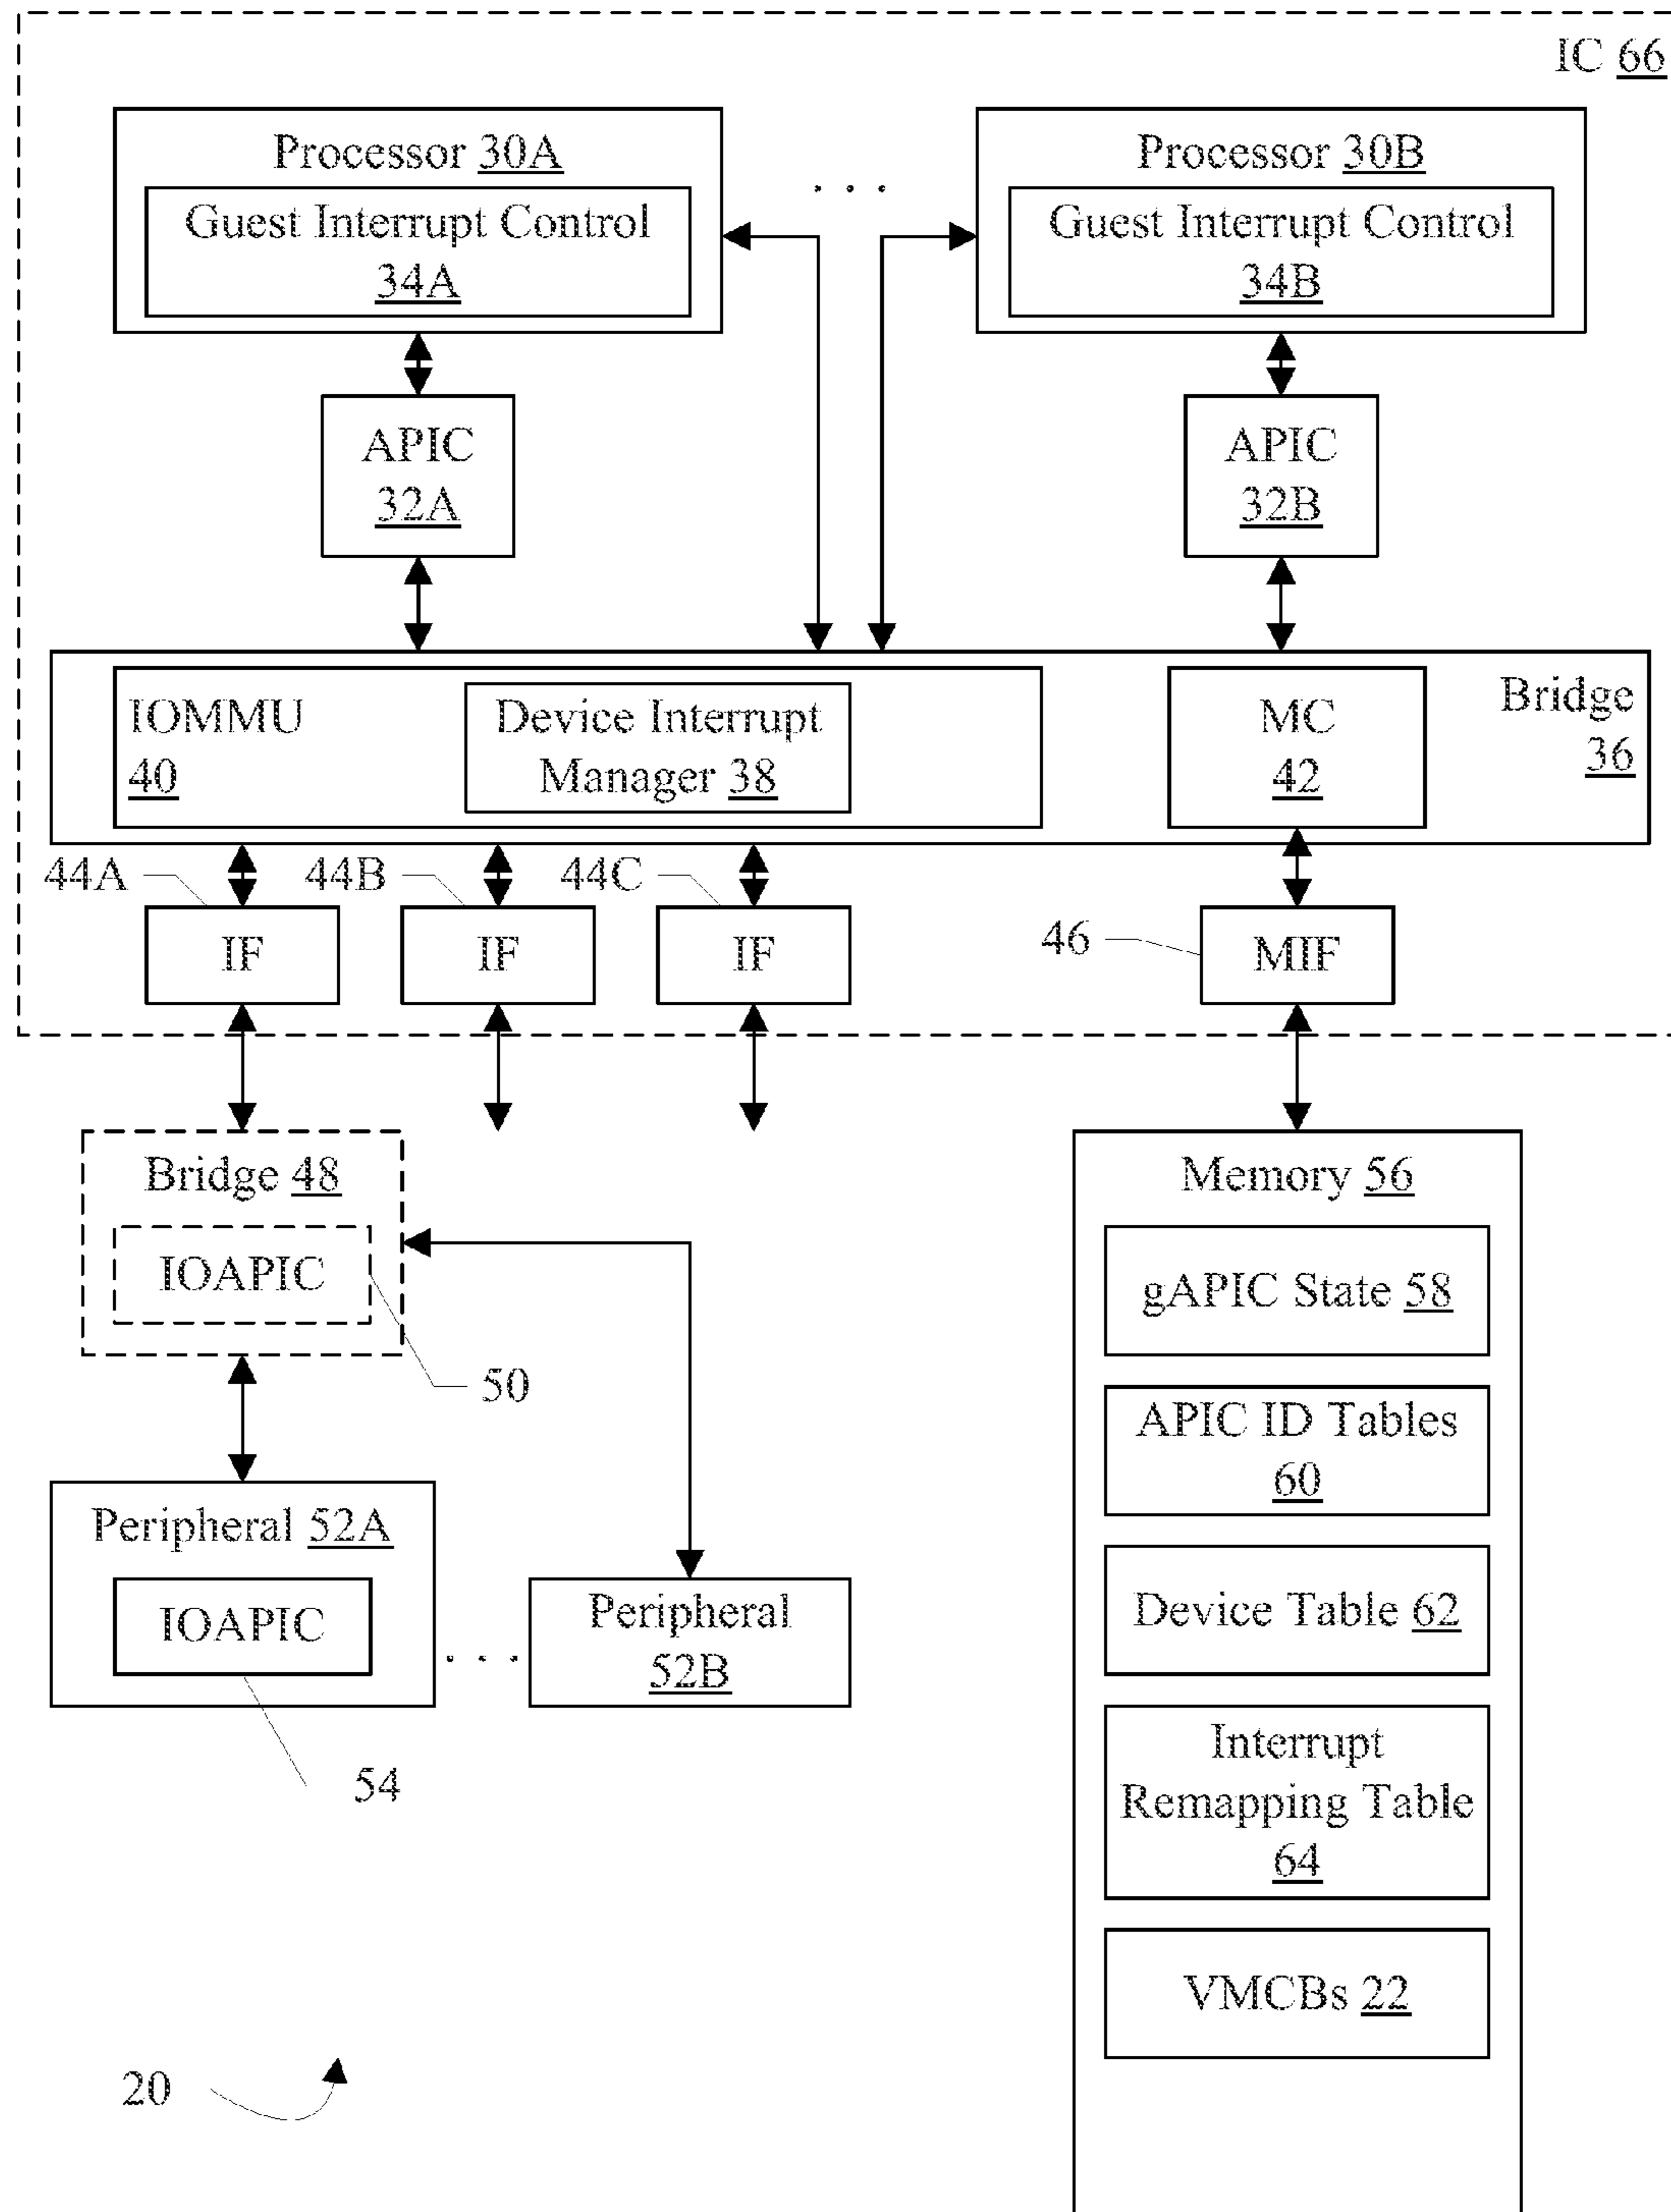 IC 66
Processor 30A
Guest Interrupt Control
34A
. . .
Processor 30B
Guest Interrupt Control
34B
APIC
32A
APIC
32B
IOMMU
40
Device Interrupt
Manager 38
MC
42
Bridge
36
44A
44B
44C
IF
IF
IF
46
MIF
Bridge 48
IOAPIC
50
Peripheral 52A
IOAPIC
54
. . .
Peripheral
52B
Memory 56
gAPIC State 58
APIC ID Tables
60
Device Table 62
Interrupt
Remapping Table
64
VMCBs 22
20